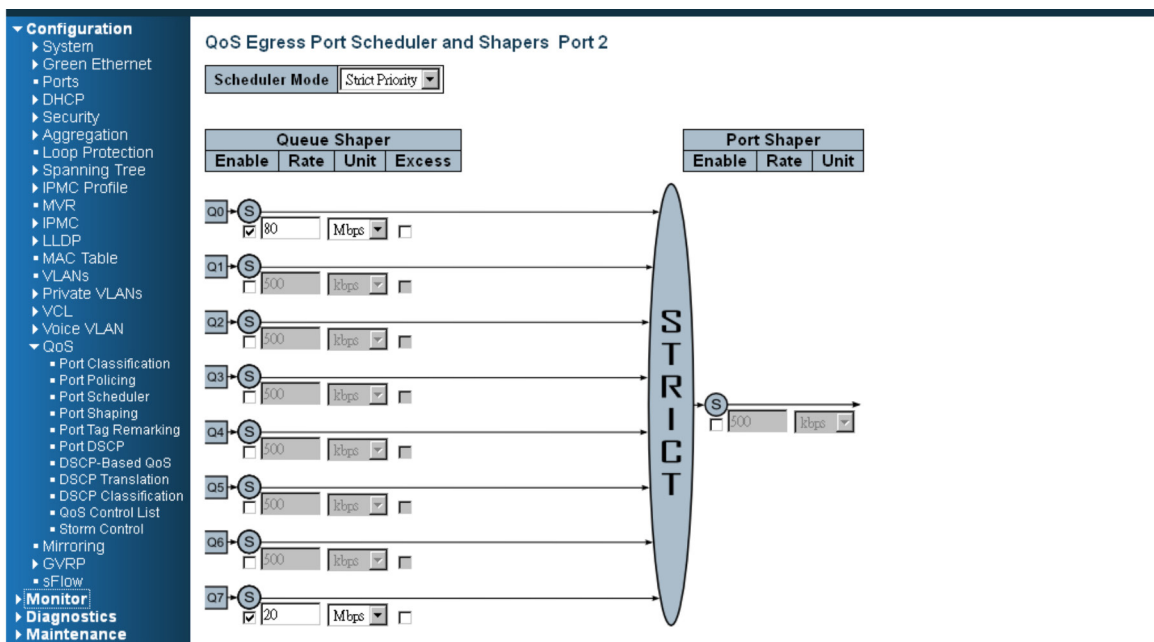 Configuration
System
Green Ethernet
Ports
DHCP
Security
Aggregation
Loop Protection
Spanning Tree
IPMC Profile
MVR
IPMC
LLDP
MAC Table
VLANs
Private VLANs
VCL
Voice VLAN
QoS
Port Classification
Port Policing
Port Scheduler
Port Shaping
Port Tag Remarking
Port DSCP
DSCP-Based QoS
DSCP Translation
DSCP Classification
QoS Control List
Storm Control
Mirroring
GVRP
sFlow
Monitor
Diagnostics
Maintenance
QoS Egress Port Scheduler and Shapers Port 2
Scheduler Mode Strict Priority
Queue Shaper
Enable Rate Unit Excess
Port Shaper
Enable Rate Unit
Q0 S
80 Mbps
Q1 S
500 kbps
Q2 S
500 kbps
Q3 S
500 kbps
Q4 S
500 kbps
Q5 S
500 kbps
Q6 S
500 kbps
Q7 S
20 Mbps
STRICT
S
500 kbps